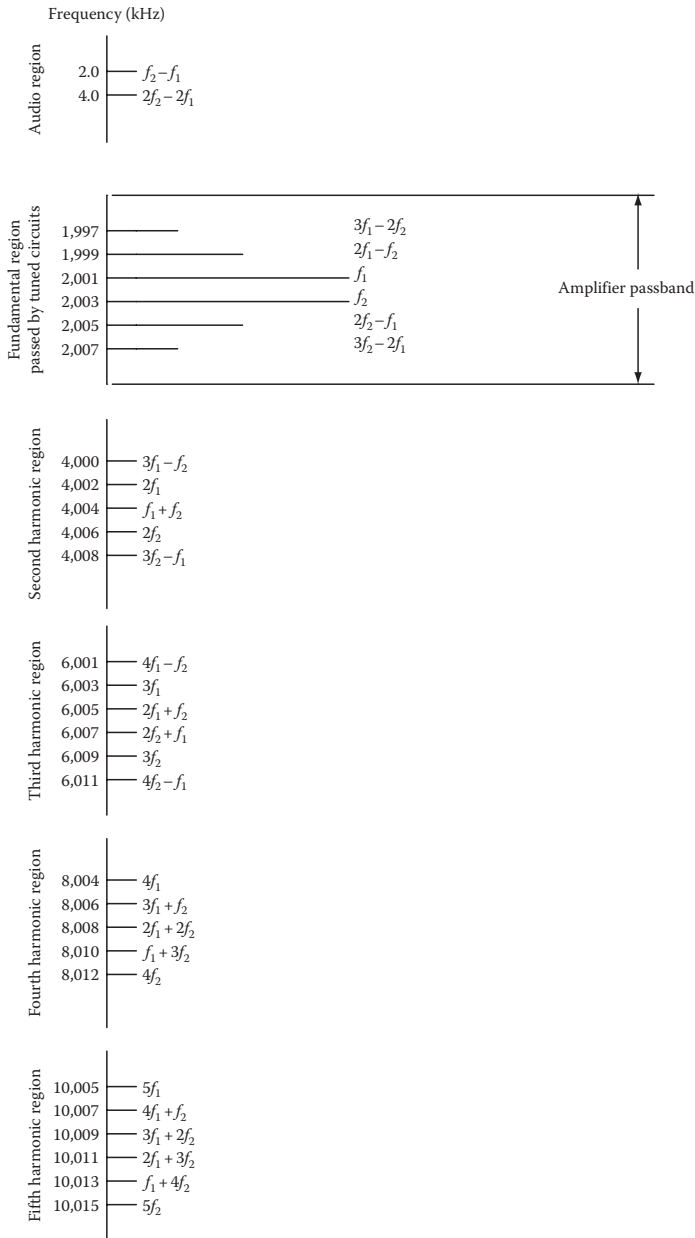 Frequency (kHz)
Audio region
2.0 f₂ – f₁
4.0 2f₂ – 2f₁
Fundamental region
passed by tuned circuits
1,997 3f₁ – 2f₂
1,999 2f₁ – f₂
2,001 f₁
2,003 f₂
2,005 2f₂ – f₁
2,007 3f₂ – 2f₁
Amplifier passband
Second harmonic region
4,000 3f₁ – f₂
4,002 2f₁
4,004 f₁ + f₂
4,006 2f₂
4,008 3f₂ – f₁
Third harmonic region
6,001 4f₁ – f₂
6,003 3f₁
6,005 2f₁ + f₂
6,007 2f₂ + f₁
6,009 3f₂
6,011 4f₂ – f₁
Fourth harmonic region
8,004 4f₁
8,006 3f₁ + f₂
8,008 2f₁ + 2f₂
8,010 f₁ + 3f₂
8,012 4f₂
Fifth harmonic region
10,005 5f₁
10,007 4f₁ + f₂
10,009 3f₁ + 2f₂
10,011 2f₁ + 3f₂
10,013 f₁ + 4f₂
10,015 5f₂